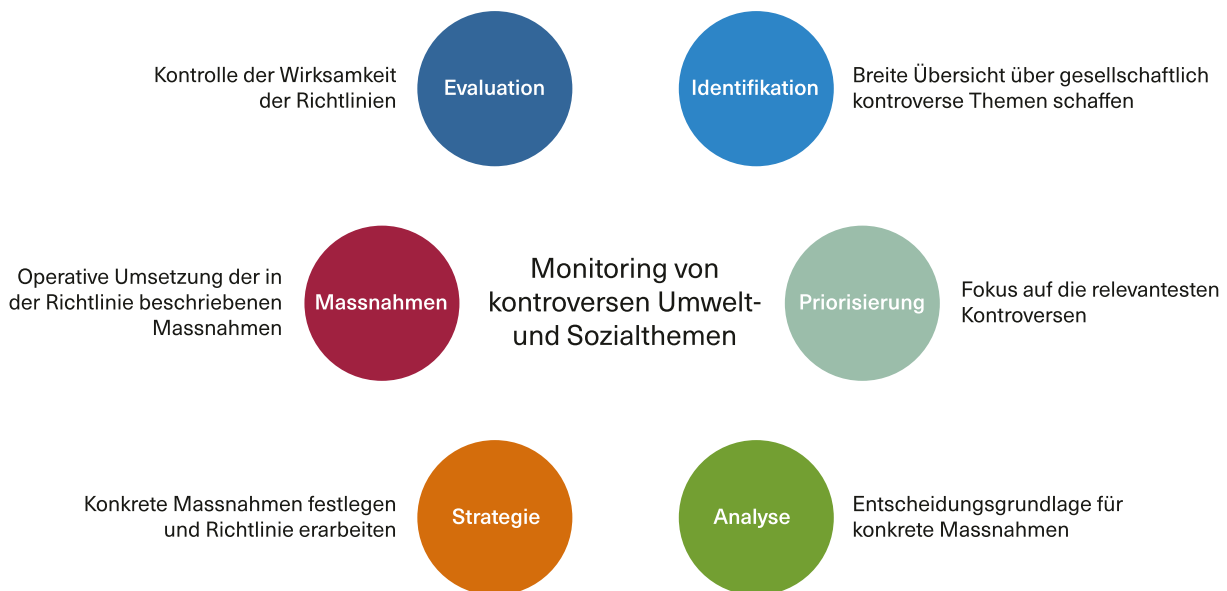 Kontrolle der Wirksamkeit
der Richtlinien
Evaluation
Identifikation
Breite Übersicht über gesellschaftlich
kontroverse Themen schaffen
Operative Umsetzung der in
der Richtlinie beschriebenen
Massnahmen
Massnahmen
Monitoring von
kontroversen Umwelt-
und Sozialthemen
Priorisierung
Fokus auf die relevantesten
Kontroversen
Konkrete Massnahmen festlegen
und Richtlinie erarbeiten
Strategie
Analyse
Entscheidungsgrundlage für
konkrete Massnahmen